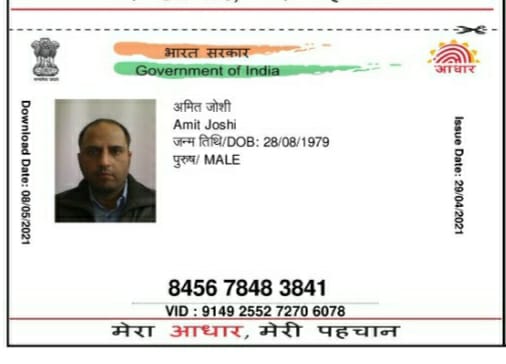 भारत सरकार
Government of India
आधार
Download Date: 08/05/2021
अमित जोशी
Amit Joshi
जन्म तिथि/DOB: 28/08/1979
पुरुष/ MALE
Issue Date: 29/04/2021
8456 7848 3841
VID : 9149 2552 7270 6078
मेरा आधार, मेरी पहचान